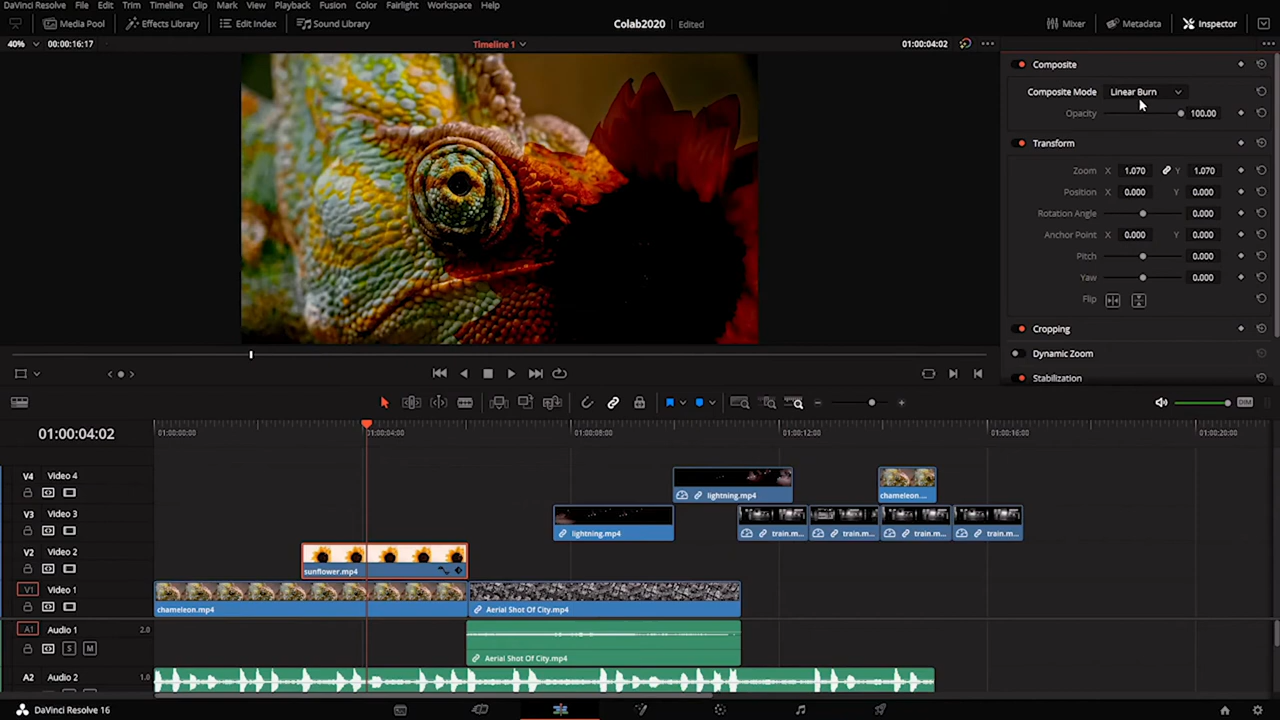 DaVinci Resolve File Edit Trim Timeline Clip Mark View Playback Fusion Color Fairlight Workspace Help
Media Pool Effects Library Edit Index Sound Library Colab2020 Edited Mixer Metadata Inspector
40% 00:00:16:17 Timeline 1 01:00:04:02
Composite
Composite Mode Linear Burn
Opacity 100.00
Transform
Zoom X 1.070 Y 1.070
Position X 0.000 Y 0.000
Rotation Angle 0.000
Anchor Point X 0.000 Y 0.000
Pitch 0.000
Yaw 0.000
Flip
Cropping
Dynamic Zoom
Stabilization
DIM
01:00:04:02 01:00:00:00 01:00:04:00 01:00:08:00 01:00:12:00 01:00:16:00 01:00:20:00
V4 Video 4
lightning.mp4 chameleon....
V3 Video 3
lightning.mp4 train.m... train.m... train.m... train.m...
V2 Video 2
sunflower.mp4
V1 Video 1
chameleon.mp4 Aerial Shot Of City.mp4
A1 Audio 1 2.0
S M
Aerial Shot Of City.mp4
A2 Audio 2 1.0
DaVinci Resolve 16